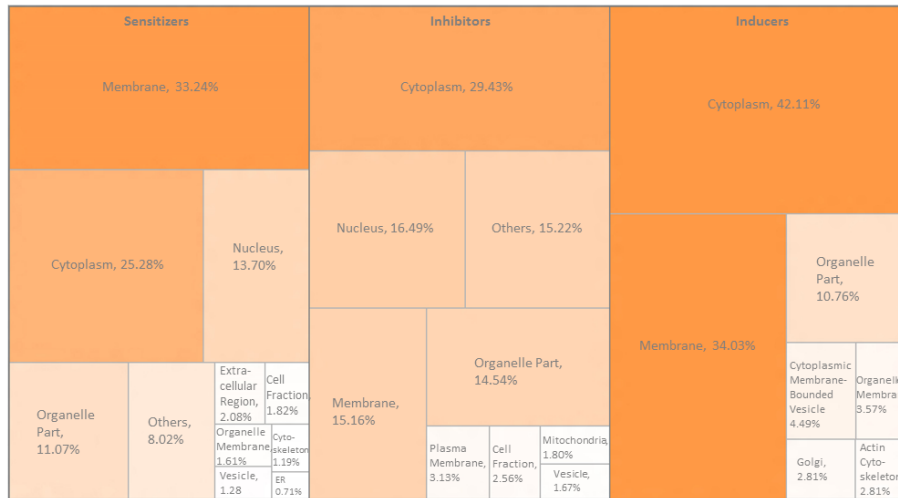 Sensitizers
Membrane, 33.24%
Cytoplasm, 25.28%
Nucleus,
13.70%
Organelle
Part,
11.07%
Others,
8.02%
Extra-
cellular
Region,
2.08%
Cell
Fraction,
1.82%
Organelle
Membrane,
1.61%
Cyto-
skeleton
1.19%
Vesicle,
1.28
ER
0.71%
Inhibitors
Cytoplasm, 29.43%
Nucleus, 16.49%
Others, 15.22%
Membrane,
15.16%
Organelle Part,
14.54%
Plasma
Membrane,
3.13%
Cell
Fraction,
2.56%
Mitochondria,
1.80%
Vesicle,
1.67%
Inducers
Cytoplasm, 42.11%
Membrane, 34.03%
Organelle
Part,
10.76%
Cytoplasmic
Membrane-
Bounded
Vesicle
4.49%
3.57%
Golgi,
2.81%
Actin
Cyto-
skeleton
2.81%